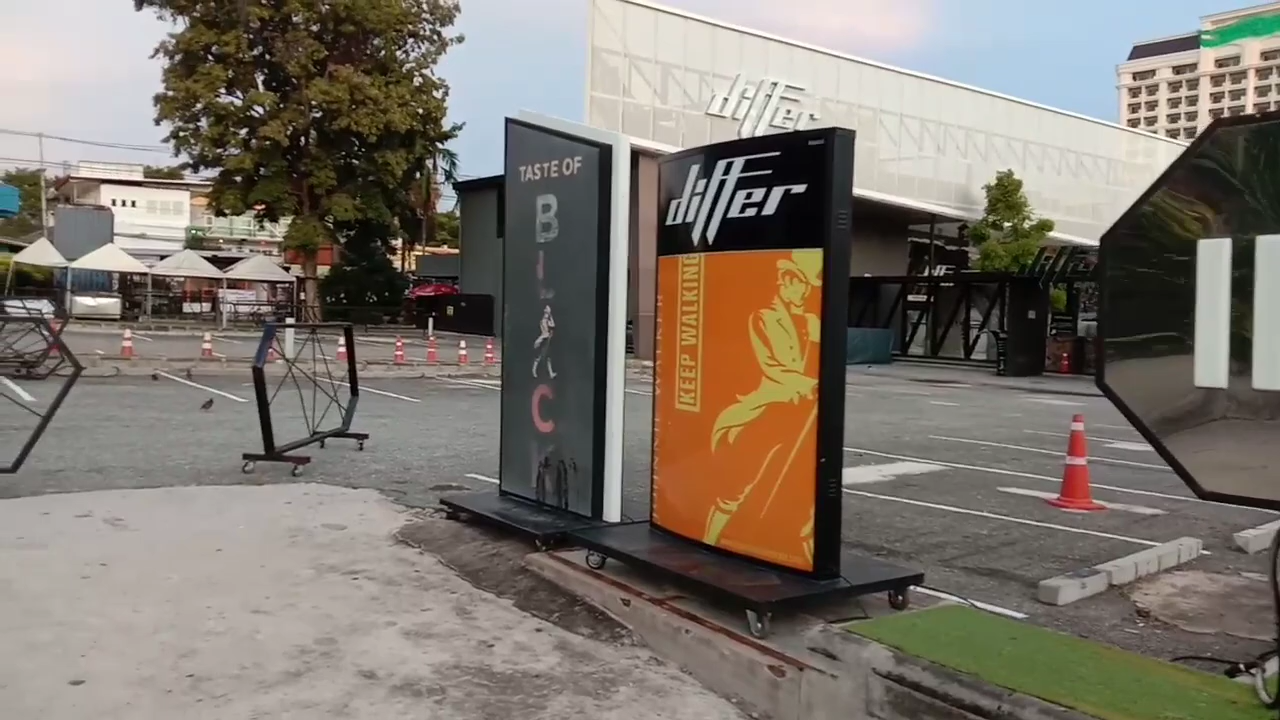 differ
TASTE OF
B
L
A
C
K
differ
KEEP WALKING